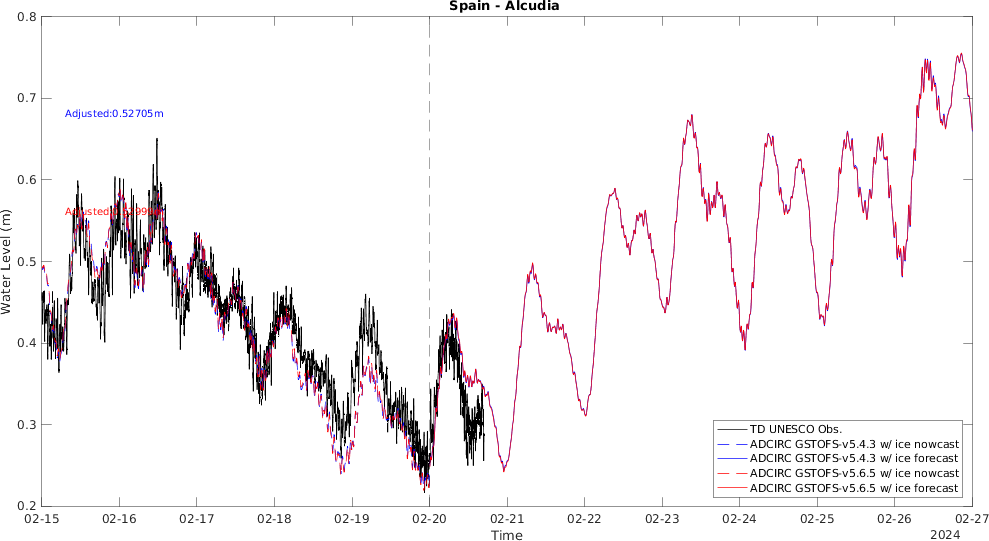 Spain - Alcudia
0.8
0.7
0.6
0.5
0.4
0.3
0.2
Water Level (m)
Adjusted:0.52705m
TD UNESCO Obs.
ADCIRC GSTOFS-v5.4.3 w/ ice nowcast
ADCIRC GSTOFS-v5.4.3 w/ ice forecast
ADCIRC GSTOFS-v5.6.5 w/ ice nowcast
ADCIRC GSTOFS-v5.6.5 w/ ice forecast
02-15 02-16 02-17 02-18 02-19 02-20 02-21 02-22 02-23 02-24 02-25 02-26 02-27
Time
2024